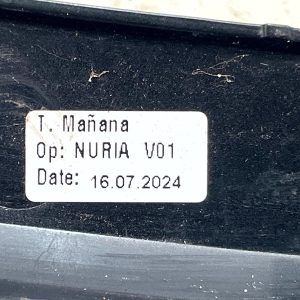 T. Mañana
Op: NURIA V01
Date: 16.07.2024